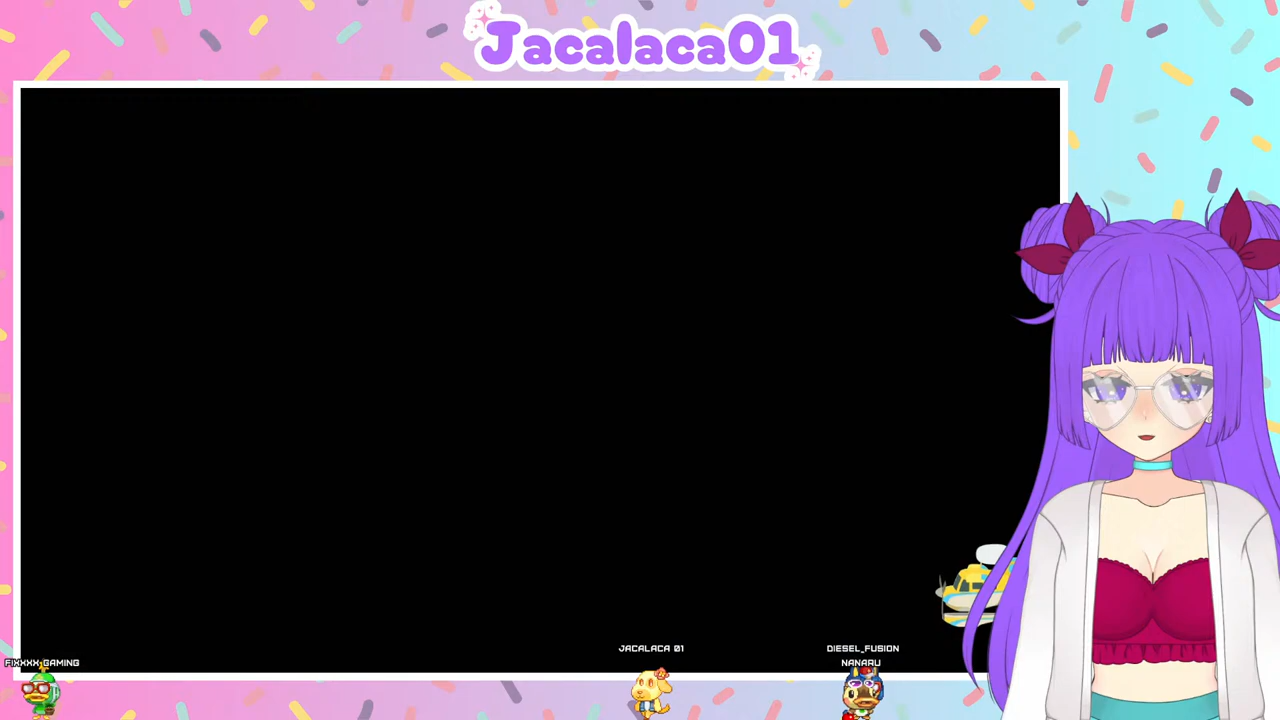 Jacalaca01
JACALACA 01
DIESEL_FUSION
FIXXXX GAMING
NANARU